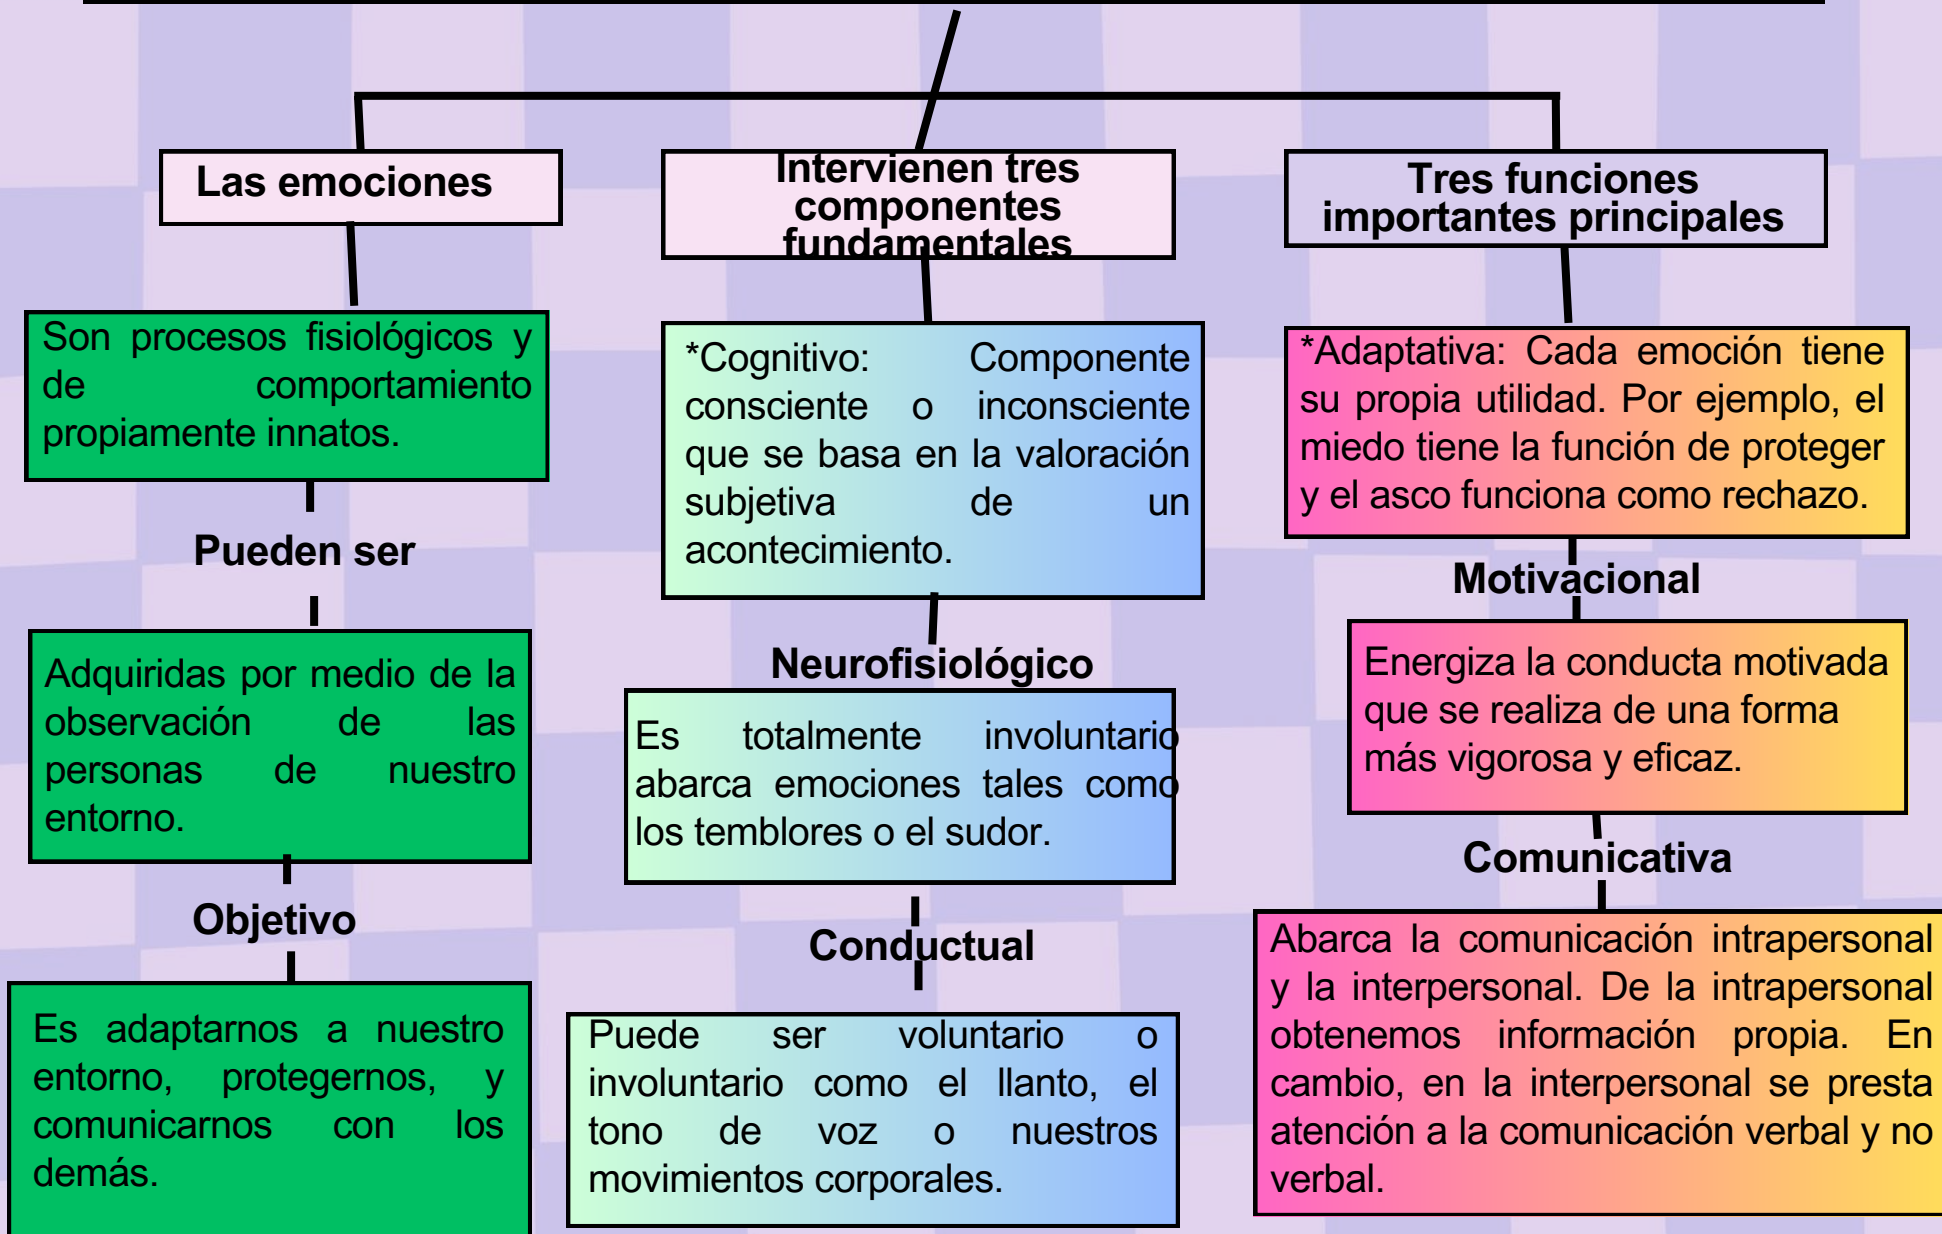 Las emociones
Son procesos fisiológicos y
de comportamiento
propiamente innatos.
Pueden ser
Adquiridas por medio de la
observación de las
personas de nuestro
entorno.
Objetivo
Es adaptarnos a nuestro
entorno, protegernos, y
comunicarnos con los
demás.
Intervienen tres
componentes
fundamentales
*Cognitivo: Componente
consciente o inconsciente
que se basa en la valoración
subjetiva de un
acontecimiento.
Neurofisiológico
Es totalmente involuntario
abarca emociones tales como
los temblores o el sudor.
Conductual
Puede ser voluntario o
involuntario como el llanto, el
tono de voz o nuestros
movimientos corporales.
Tres funciones
importantes principales
*Adaptativa: Cada emoción tiene
su propia utilidad. Por ejemplo, el
miedo tiene la función de proteger
y el asco funciona como rechazo.
Motivacional
Energiza la conducta motivada
que se realiza de una forma
más vigorosa y eficaz.
Comunicativa
Abarca la comunicación intrapersonal
y la interpersonal. De la intrapersonal
obtenemos información propia. En
cambio, en la interpersonal se presta
atención a la comunicación verbal y no
verbal.